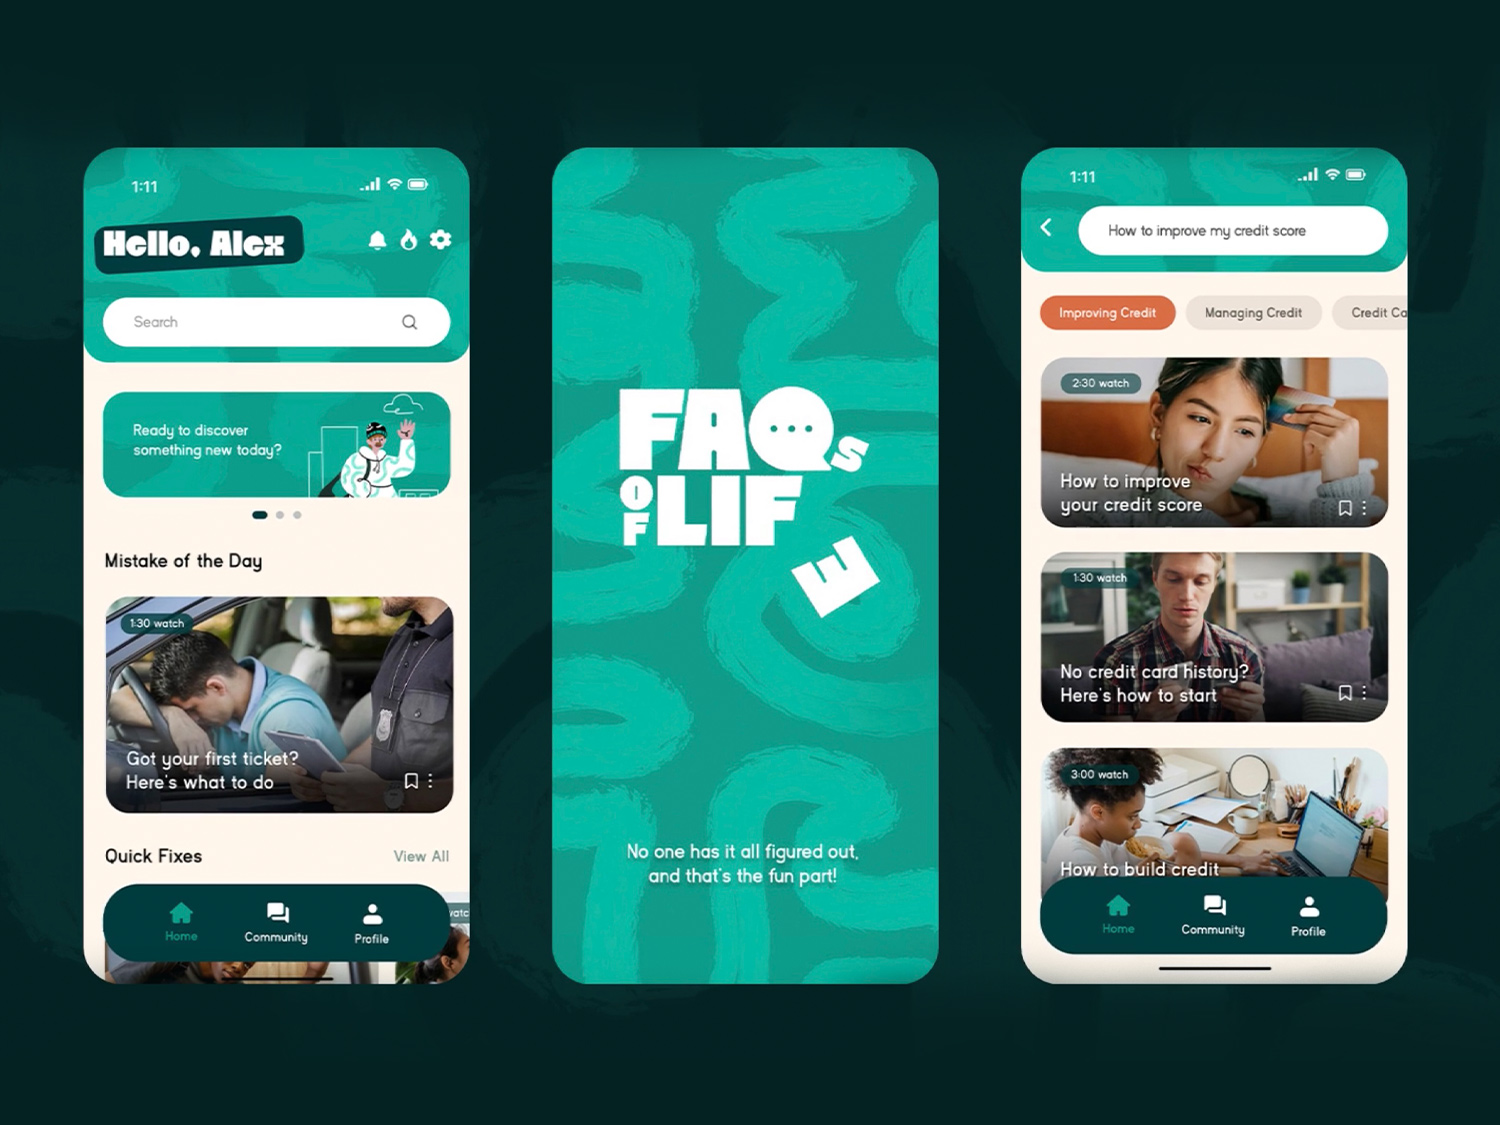 1:11
Hello, Alex
Search
Ready to discover
something new today?
Mistake of the Day
1:30 watch
Got your first ticket?
Here's what to do
Quick Fixes
View All
Home
Community
Profile
FAQs
OF LIFE
No one has it all figured out,
and that's the fun part!
1:11
How to improve my credit score
Improving Credit
Managing Credit
Credit Ca
2:30 watch
How to improve
your credit score
1:30 watch
No credit card history?
Here's how to start
3:00 watch
How to build credit
Home
Community
Profile